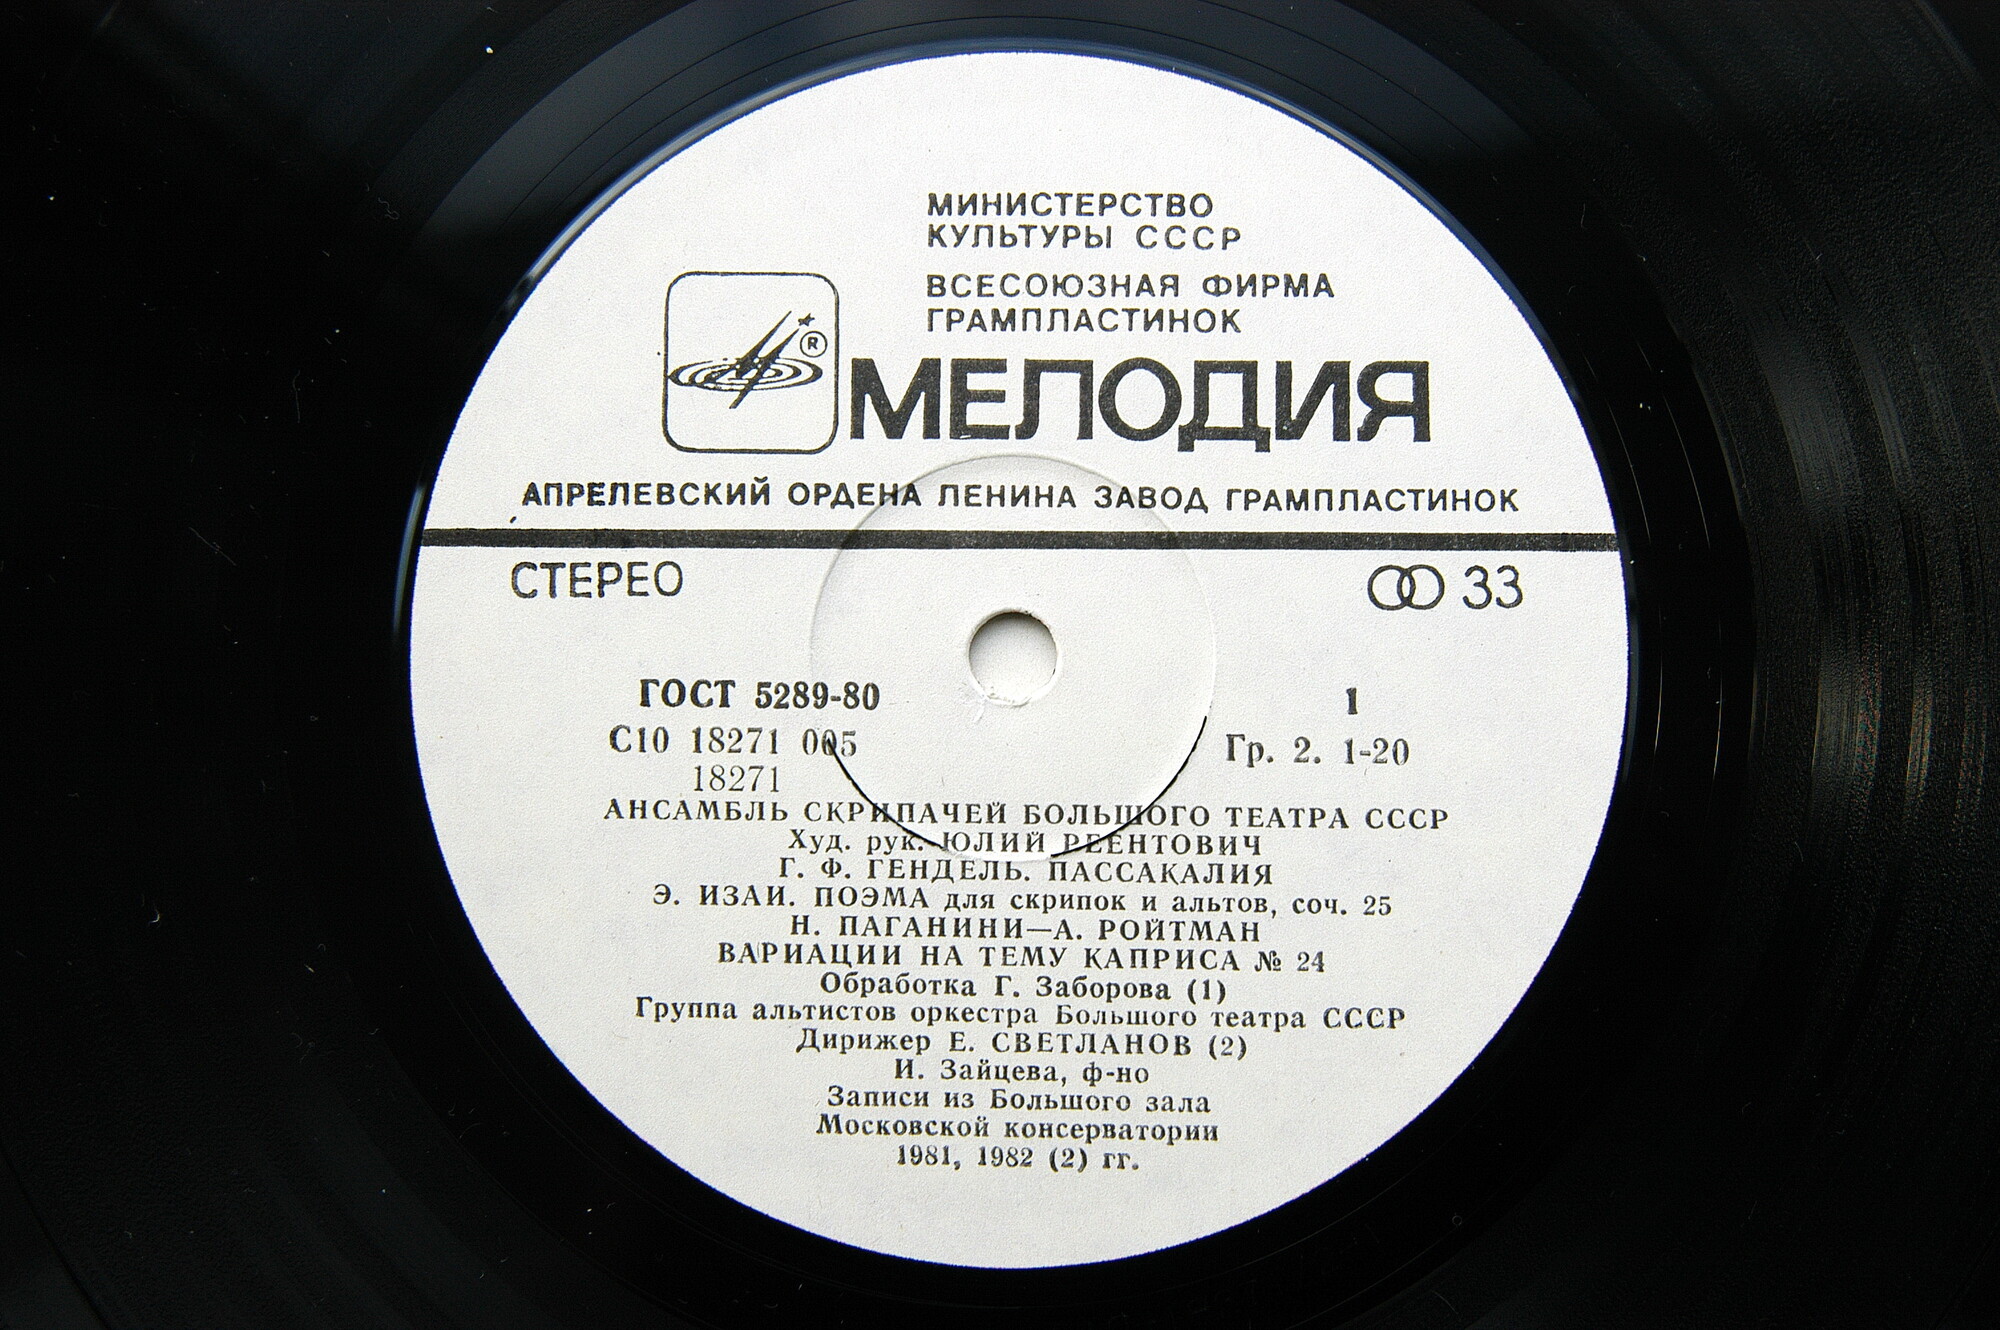 МИНИСТЕРСТВО
КУЛЬТУРЫ СССР
ВСЕСОЮЗНАЯ ФИРМА
ГРАМПЛАСТИНОК
®
МЕЛОДИЯ
АПРЕЛЕВСКИЙ ОРДЕНА ЛЕНИНА ЗАВОД ГРАМПЛАСТИНОК
СТЕРЕО 33
ГОСТ 5289-80 1
С10 18271 005 Гр. 2. 1-20
18271
АНСАМБЛЬ СКРИПАЧЕЙ БОЛЬШОГО ТЕАТРА СССР
Худ. рук. ЮЛИЙ РЕЕНТОВИЧ
Г. Ф. ГЕНДЕЛЬ. ПАССАКАЛИЯ
Э. ИЗАИ. ПОЭМА для скрипок и альтов, соч. 25
Н. ПАГАНИНИ—А. РОЙТМАН
ВАРИАЦИИ НА ТЕМУ КАПРИСА № 24
Обработка Г. Заборова (1)
Группа альтистов оркестра Большого театра СССР
Дирижер Е. СВЕТЛАНОВ (2)
И. Зайцева, ф-но
Записи из Большого зала
Московской консерватории
1981, 1982 (2) гг.